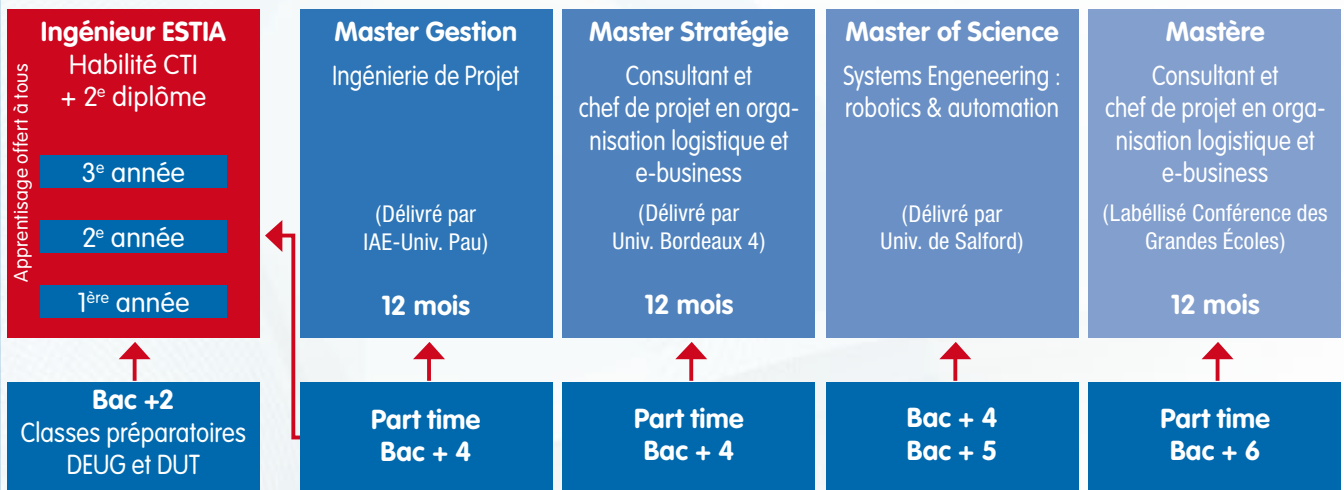 Apprentisage offert à tous
Ingénieur ESTIA
Habilité CTI
+ 2e diplôme
3e année
2e année
1ère année
Bac +2
Classes préparatoires
DEUG et DUT
Master Gestion
Ingénierie de Projet
(Délivré par
IAE-Univ. Pau)
12 mois
Part time
Bac + 4
Master Stratégie
Consultant et
chef de projet en orga-
nisation logistique et
e-business
(Délivré par
Univ. Bordeaux 4)
12 mois
Part time
Bac + 4
Master of Science
Systems Engeneering :
robotics & automation
(Délivré par
Univ. de Salford)
Bac + 4
Bac + 5
Mastère
Consultant et
chef de projet en orga-
nisation logistique et
e-business
(Labéllisé Conférence des
Grandes Écoles)
12 mois
Part time
Bac + 6